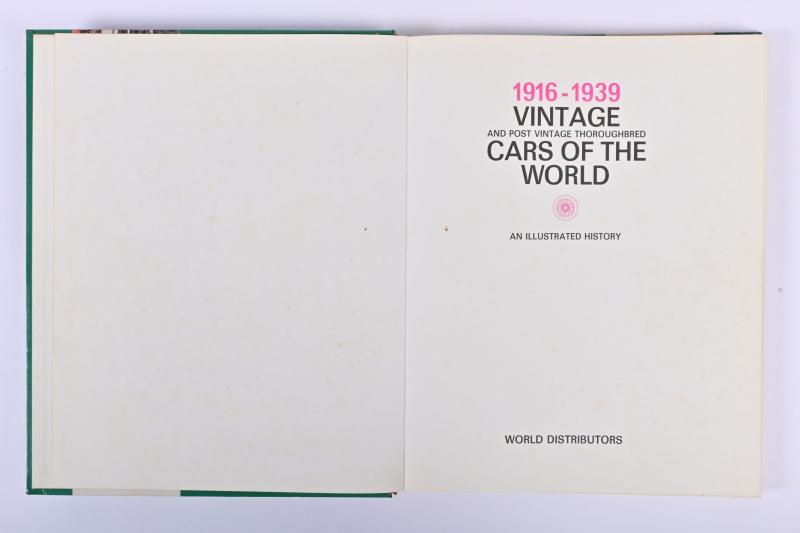 1916-1939
VINTAGE
AND POST VINTAGE THOROUGHBRED
CARS OF THE
WORLD
AN ILLUSTRATED HISTORY
WORLD DISTRIBUTORS